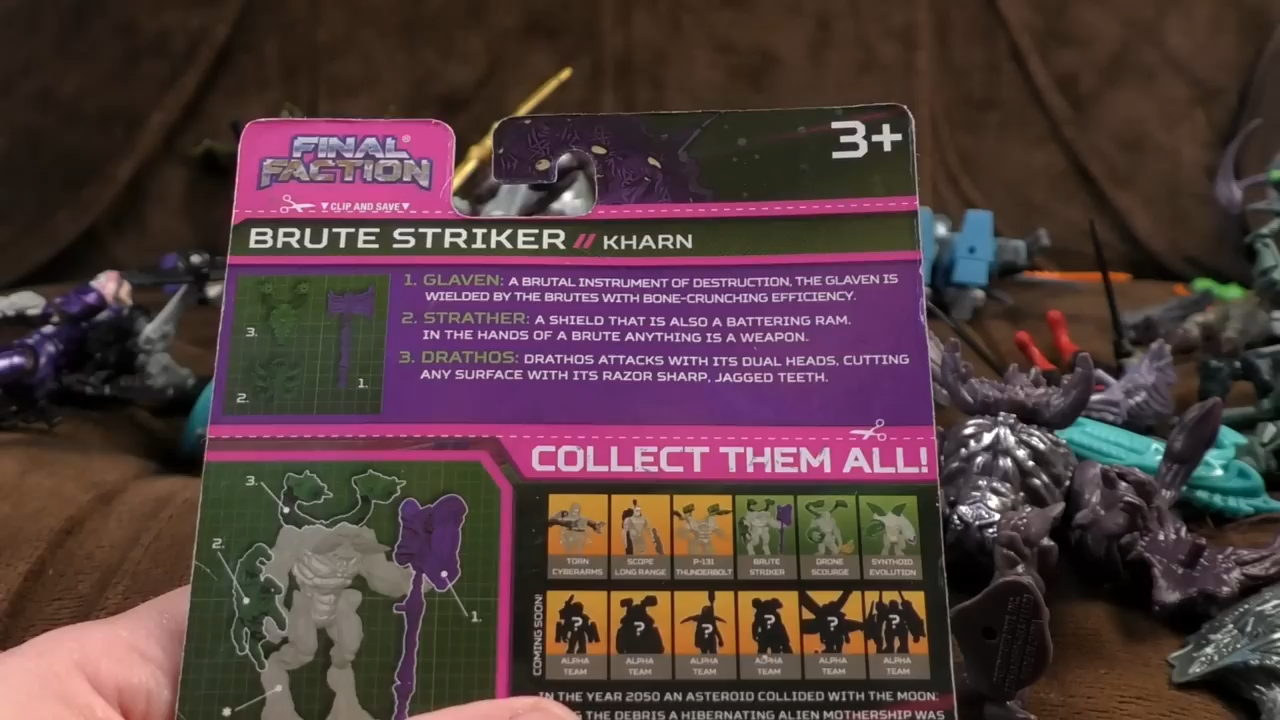 FINAL
FACTION®
3+
▼CLIP AND SAVE▼
BRUTE STRIKER // KHARN
1. GLAVEN: A BRUTAL INSTRUMENT OF DESTRUCTION, THE GLAVEN IS
WIELDED BY THE BRUTES WITH BONE-CRUNCHING EFFICIENCY.
2. STRATHER: A SHIELD THAT IS ALSO A BATTERING RAM.
IN THE HANDS OF A BRUTE ANYTHING IS A WEAPON.
3. DRATHOS: DRATHOS ATTACKS WITH ITS DUAL HEADS, CUTTING
ANY SURFACE WITH ITS RAZOR SHARP, JAGGED TEETH.
3.
1.
2.
COLLECT THEM ALL!
3.
2.
1.
*
TORN
CYBERARMS
SCOPE
LONG RANGE
P-131
THUNDERBOLT
BRUTE
STRIKER
DRONE
SCOURGE
SYNTHOID
EVOLUTION
COMING SOON!
? ? ? ? ? ?
ALPHA
TEAM
ALPHA
TEAM
ALPHA
TEAM
ALPHA
TEAM
ALPHA
TEAM
ALPHA
TEAM
IN THE YEAR 2050 AN ASTEROID COLLIDED WITH THE MOON.
THE DEBRIS A HIBERNATING ALIEN MOTHERSHIP WAS